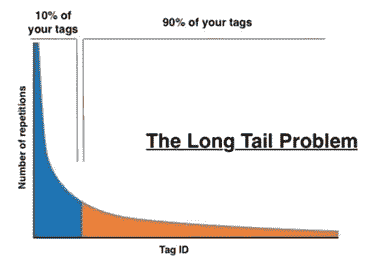 10% of
your tags
90% of your tags
The Long Tail Problem
Number of repetitions
Tag ID